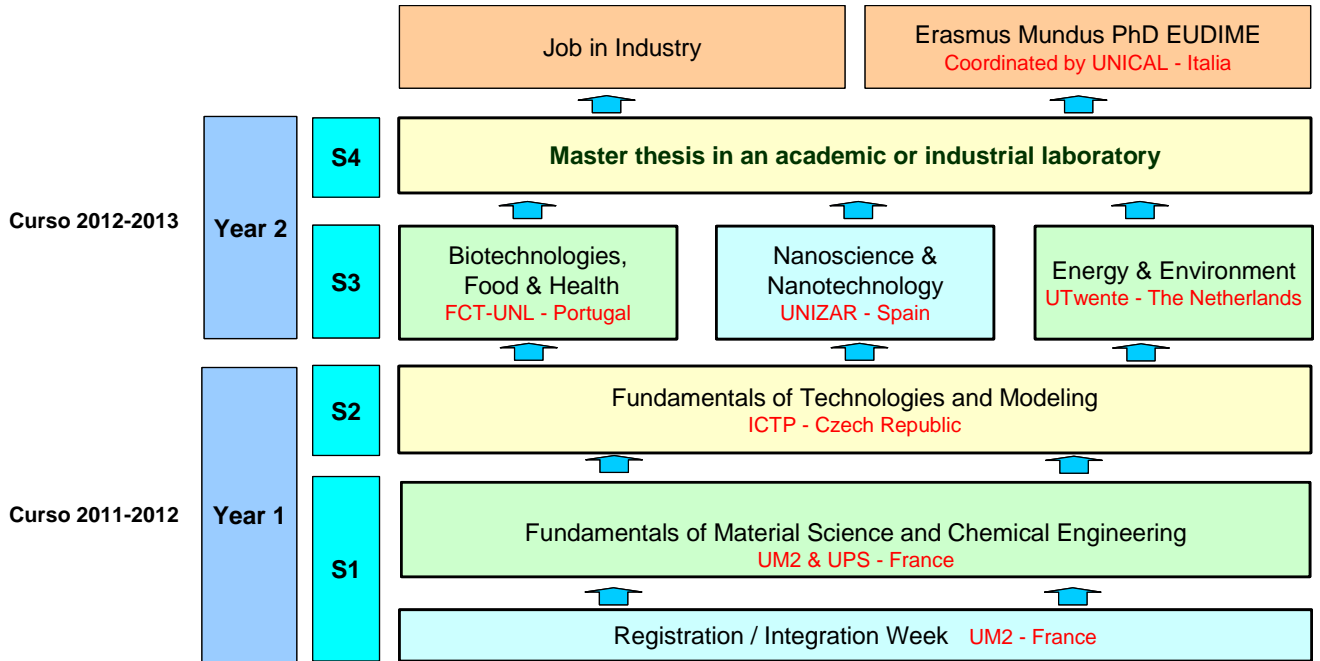 Job in Industry
Erasmus Mundus PhD EUDIME
Coordinated by UNICAL - Italia
Curso 2012-2013
Year 2
S4
Master thesis in an academic or industrial laboratory
S3
Biotechnologies,
Food & Health
FCT-UNL - Portugal
Nanoscience &
Nanotechnology
UNIZAR - Spain
Energy & Environment
UTwente - The Netherlands
Curso 2011-2012
Year 1
S2
Fundamentals of Technologies and Modeling
ICTP - Czech Republic
S1
Fundamentals of Material Science and Chemical Engineering
UM2 & UPS - France
Registration / Integration Week UM2 - France